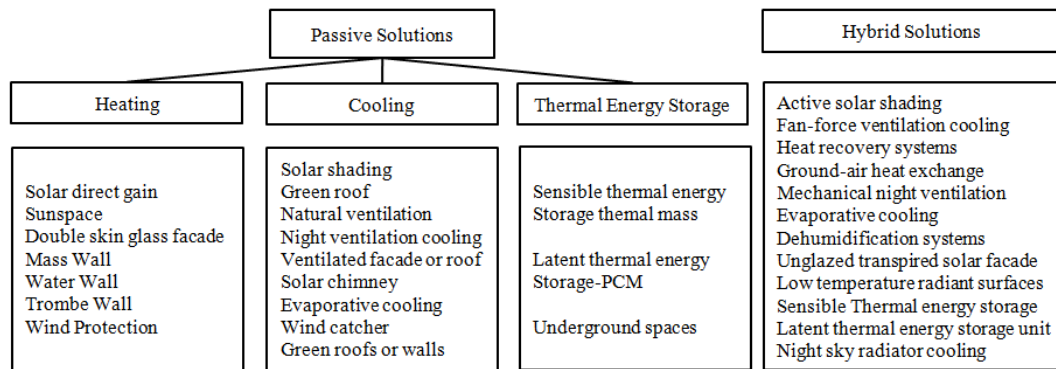 Passive Solutions
Hybrid Solutions
Heating
Cooling
Thermal Energy Storage
Solar direct gain
Sunspace
Double skin glass facade
Mass Wall
Water Wall
Trombe Wall
Wind Protection
Solar shading
Green roof
Natural ventilation
Night ventilation cooling
Ventilated facade or roof
Solar chimney
Evaporative cooling
Wind catcher
Green roofs or walls
Sensible thermal energy
Storage themal mass
Latent thermal energy
Storage-PCM
Underground spaces
Active solar shading
Fan-force ventilation cooling
Heat recovery systems
Ground-air heat exchange
Mechanical night ventilation
Evaporative cooling
Dehumidification systems
Unglazed transpired solar facade
Low temperature radiant surfaces
Sensible Thermal energy storage
Latent thermal energy storage unit
Night sky radiator cooling